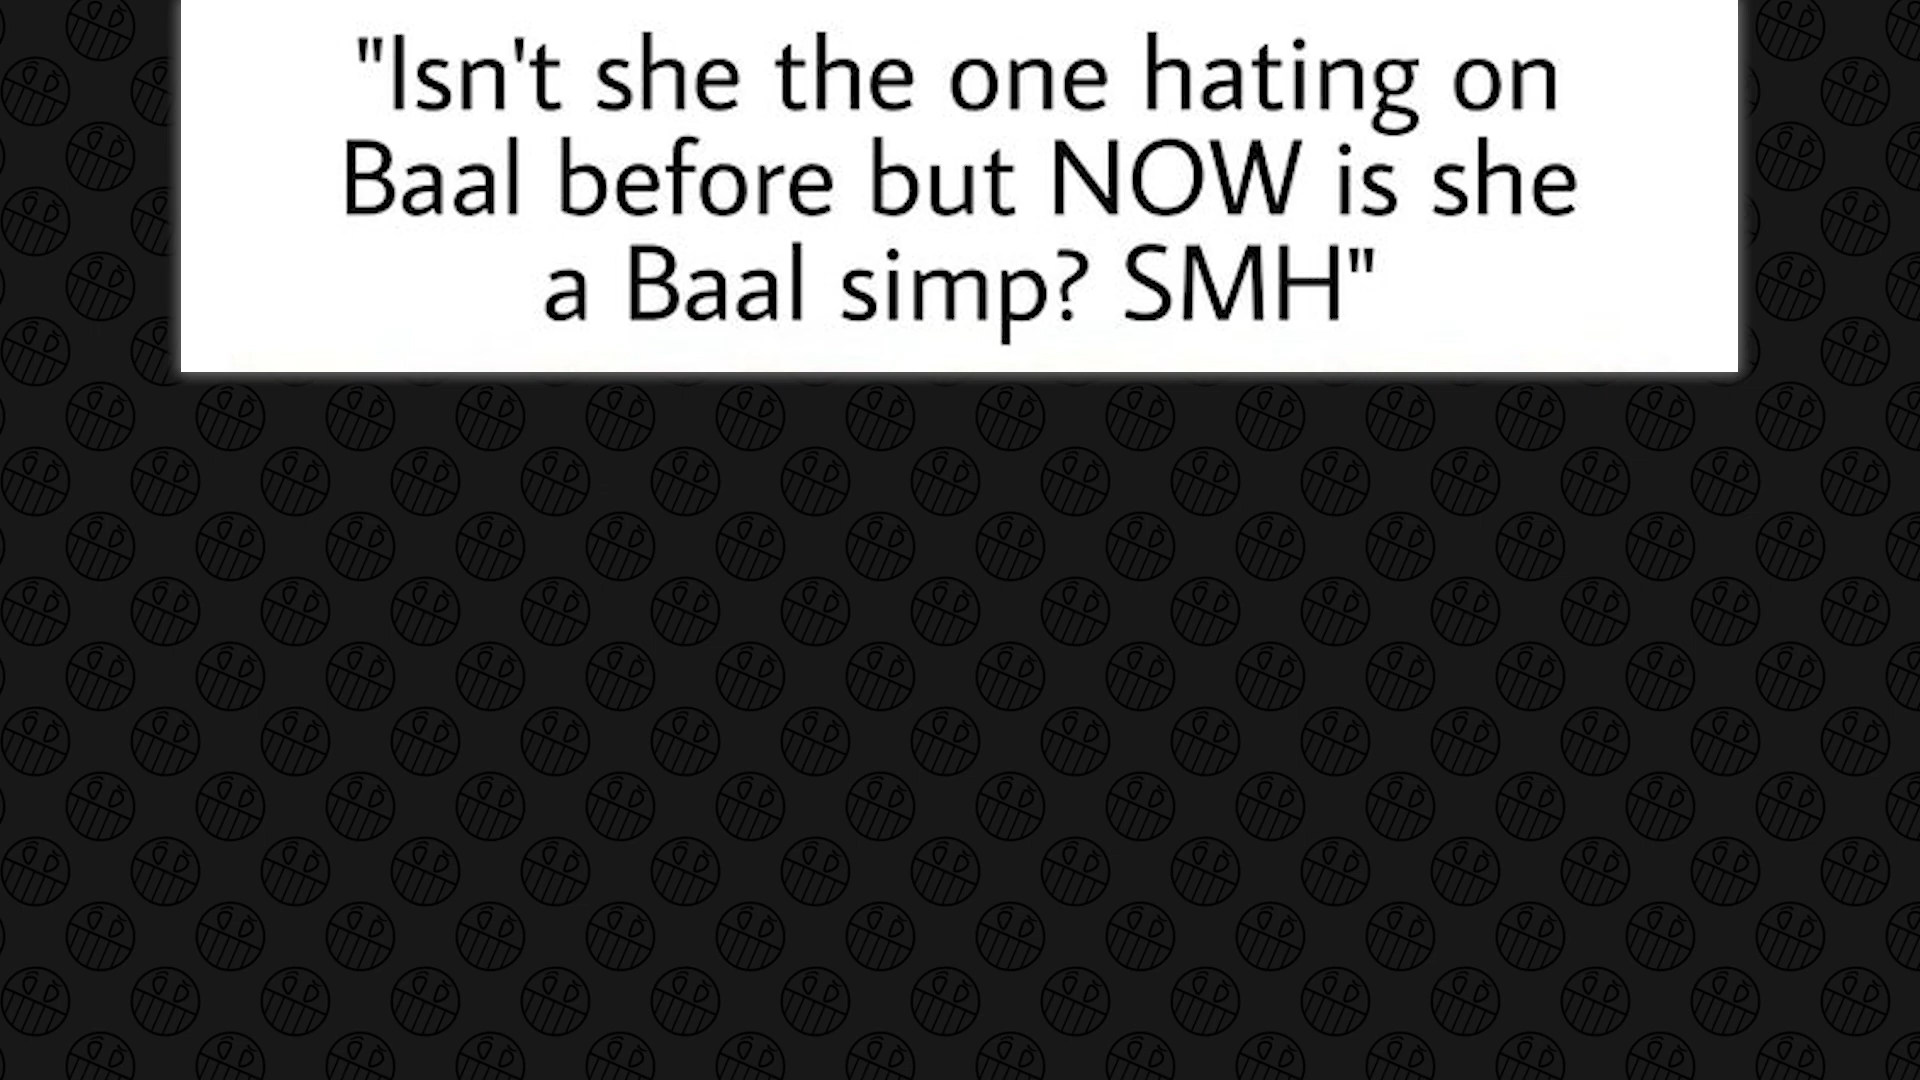 "Isn't she the one hating on
Baal before but NOW is she
a Baal simp? SMH"